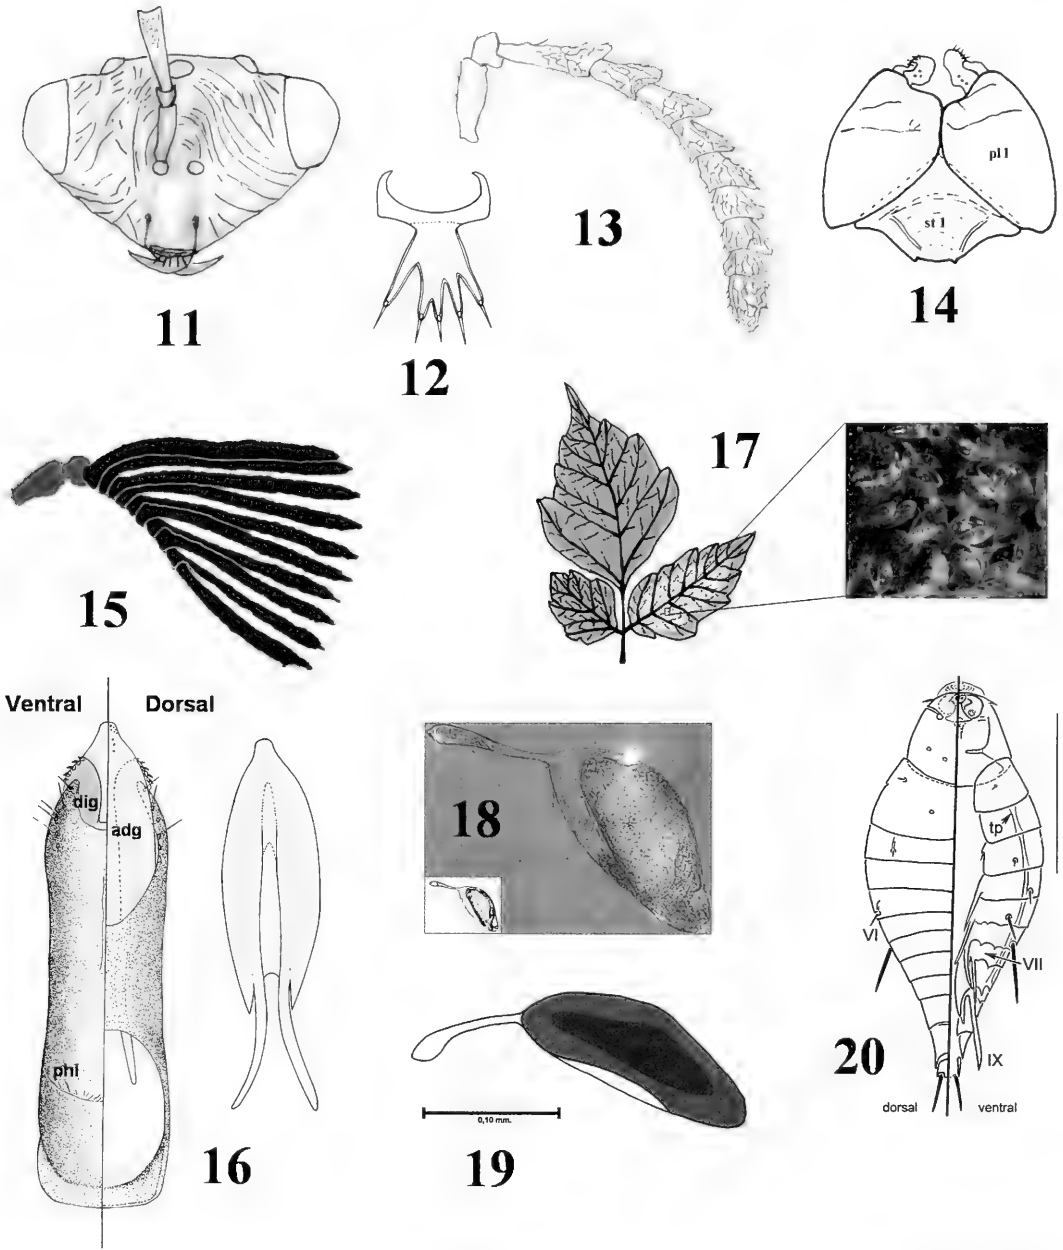 11
12
13
pl 1
st 1
14
15
17
Ventral Dorsal
dig
adg
phl
16
18
0,10 mm.
19
tp
VI
VII
IX
20
dorsal ventral